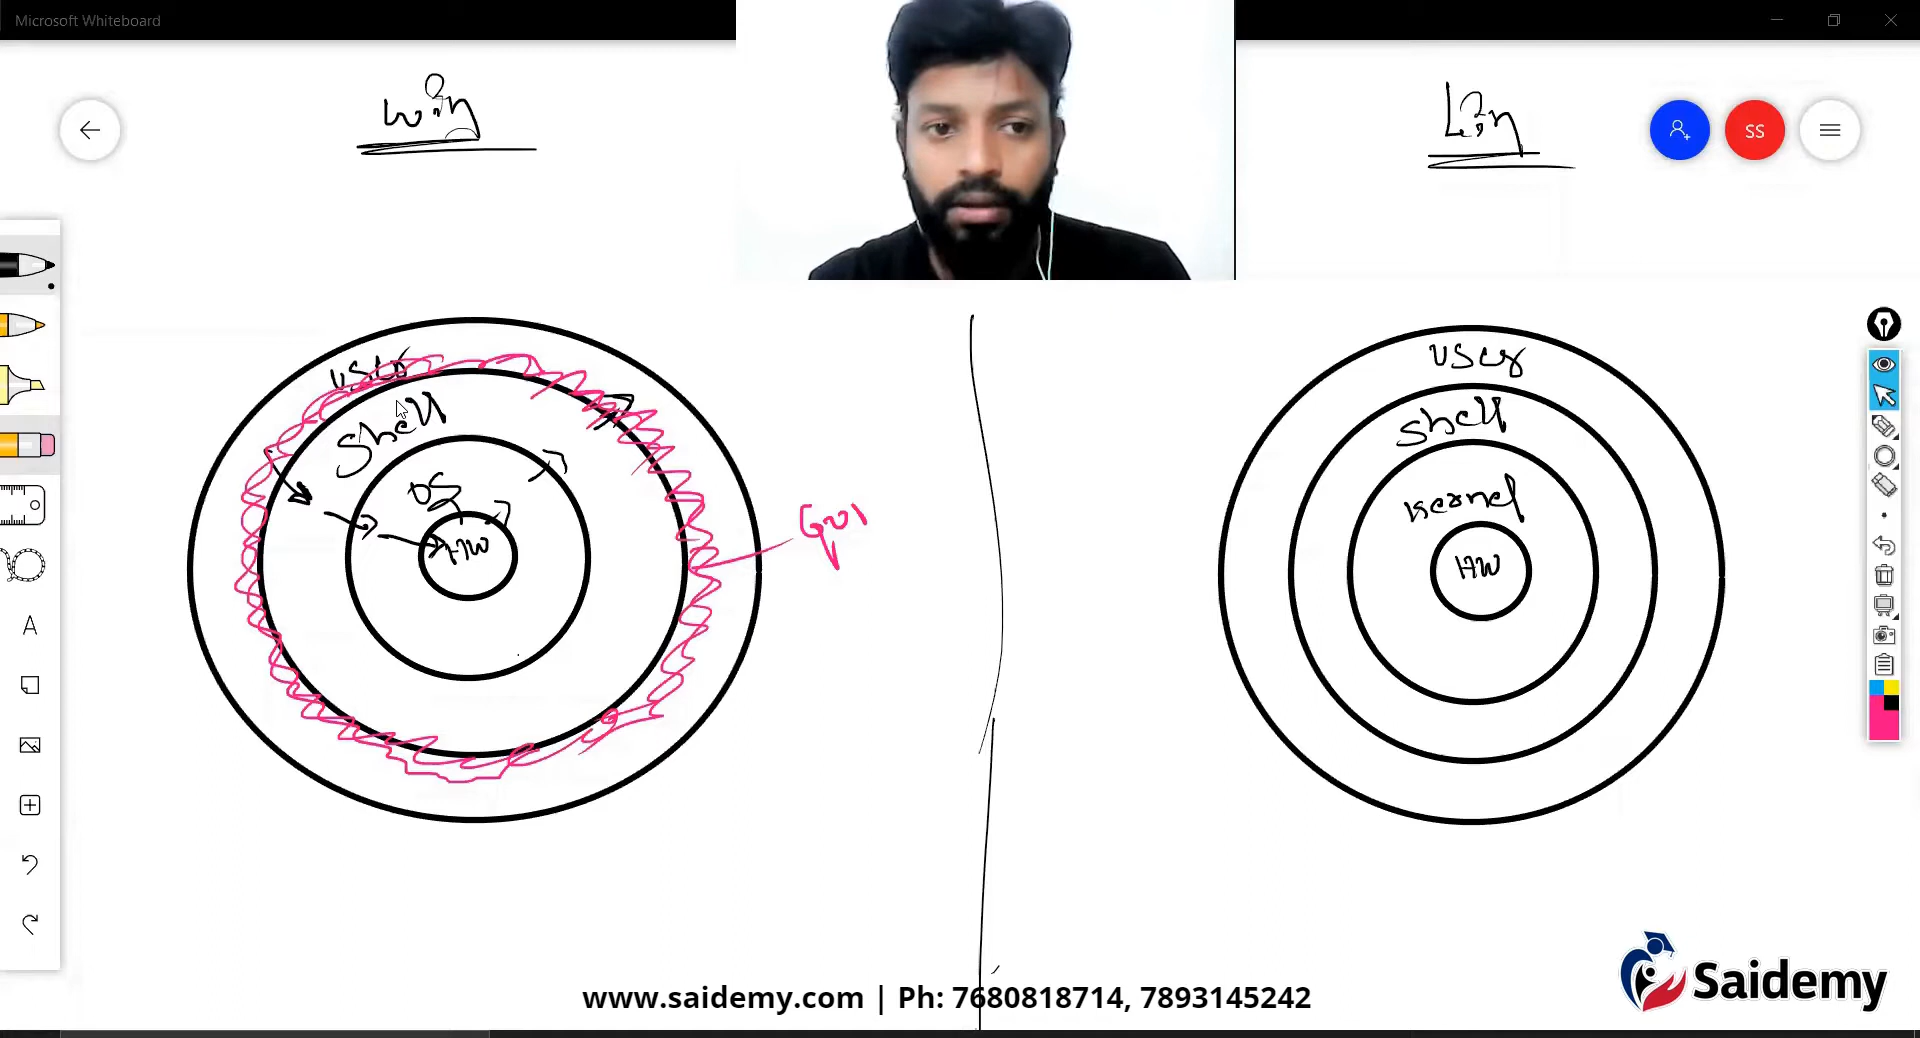 Microsoft Whiteboard
Win
Lin
SS
user
shell
OS
HW
GUI
user
shell
kernel
HW
A
www.saidemy.com | Ph: 7680818714, 7893145242
Saidemy